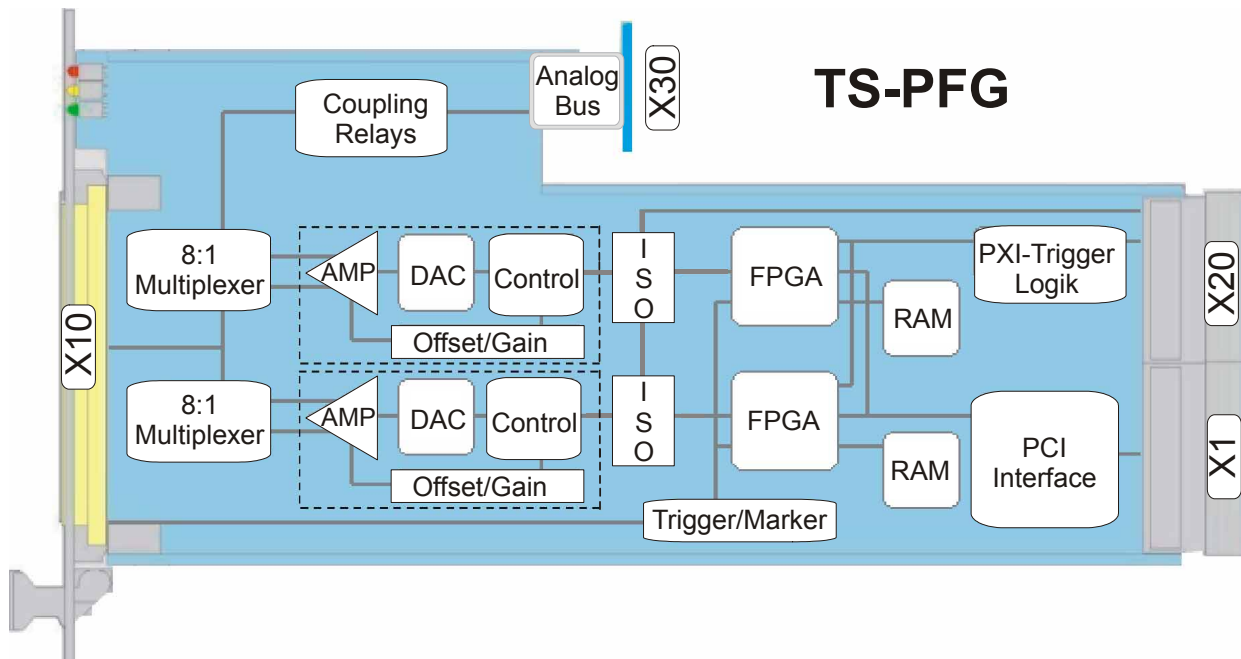 TS-PFG
Analog
Bus
X30
Coupling
Relays
8:1
Multiplexer
AMP
DAC
Control
Offset/Gain
I
S
O
FPGA
RAM
PXI-Trigger
Logik
X20
X10
8:1
Multiplexer
AMP
DAC
Control
Offset/Gain
I
S
O
FPGA
RAM
PCI
Interface
X1
Trigger/Marker